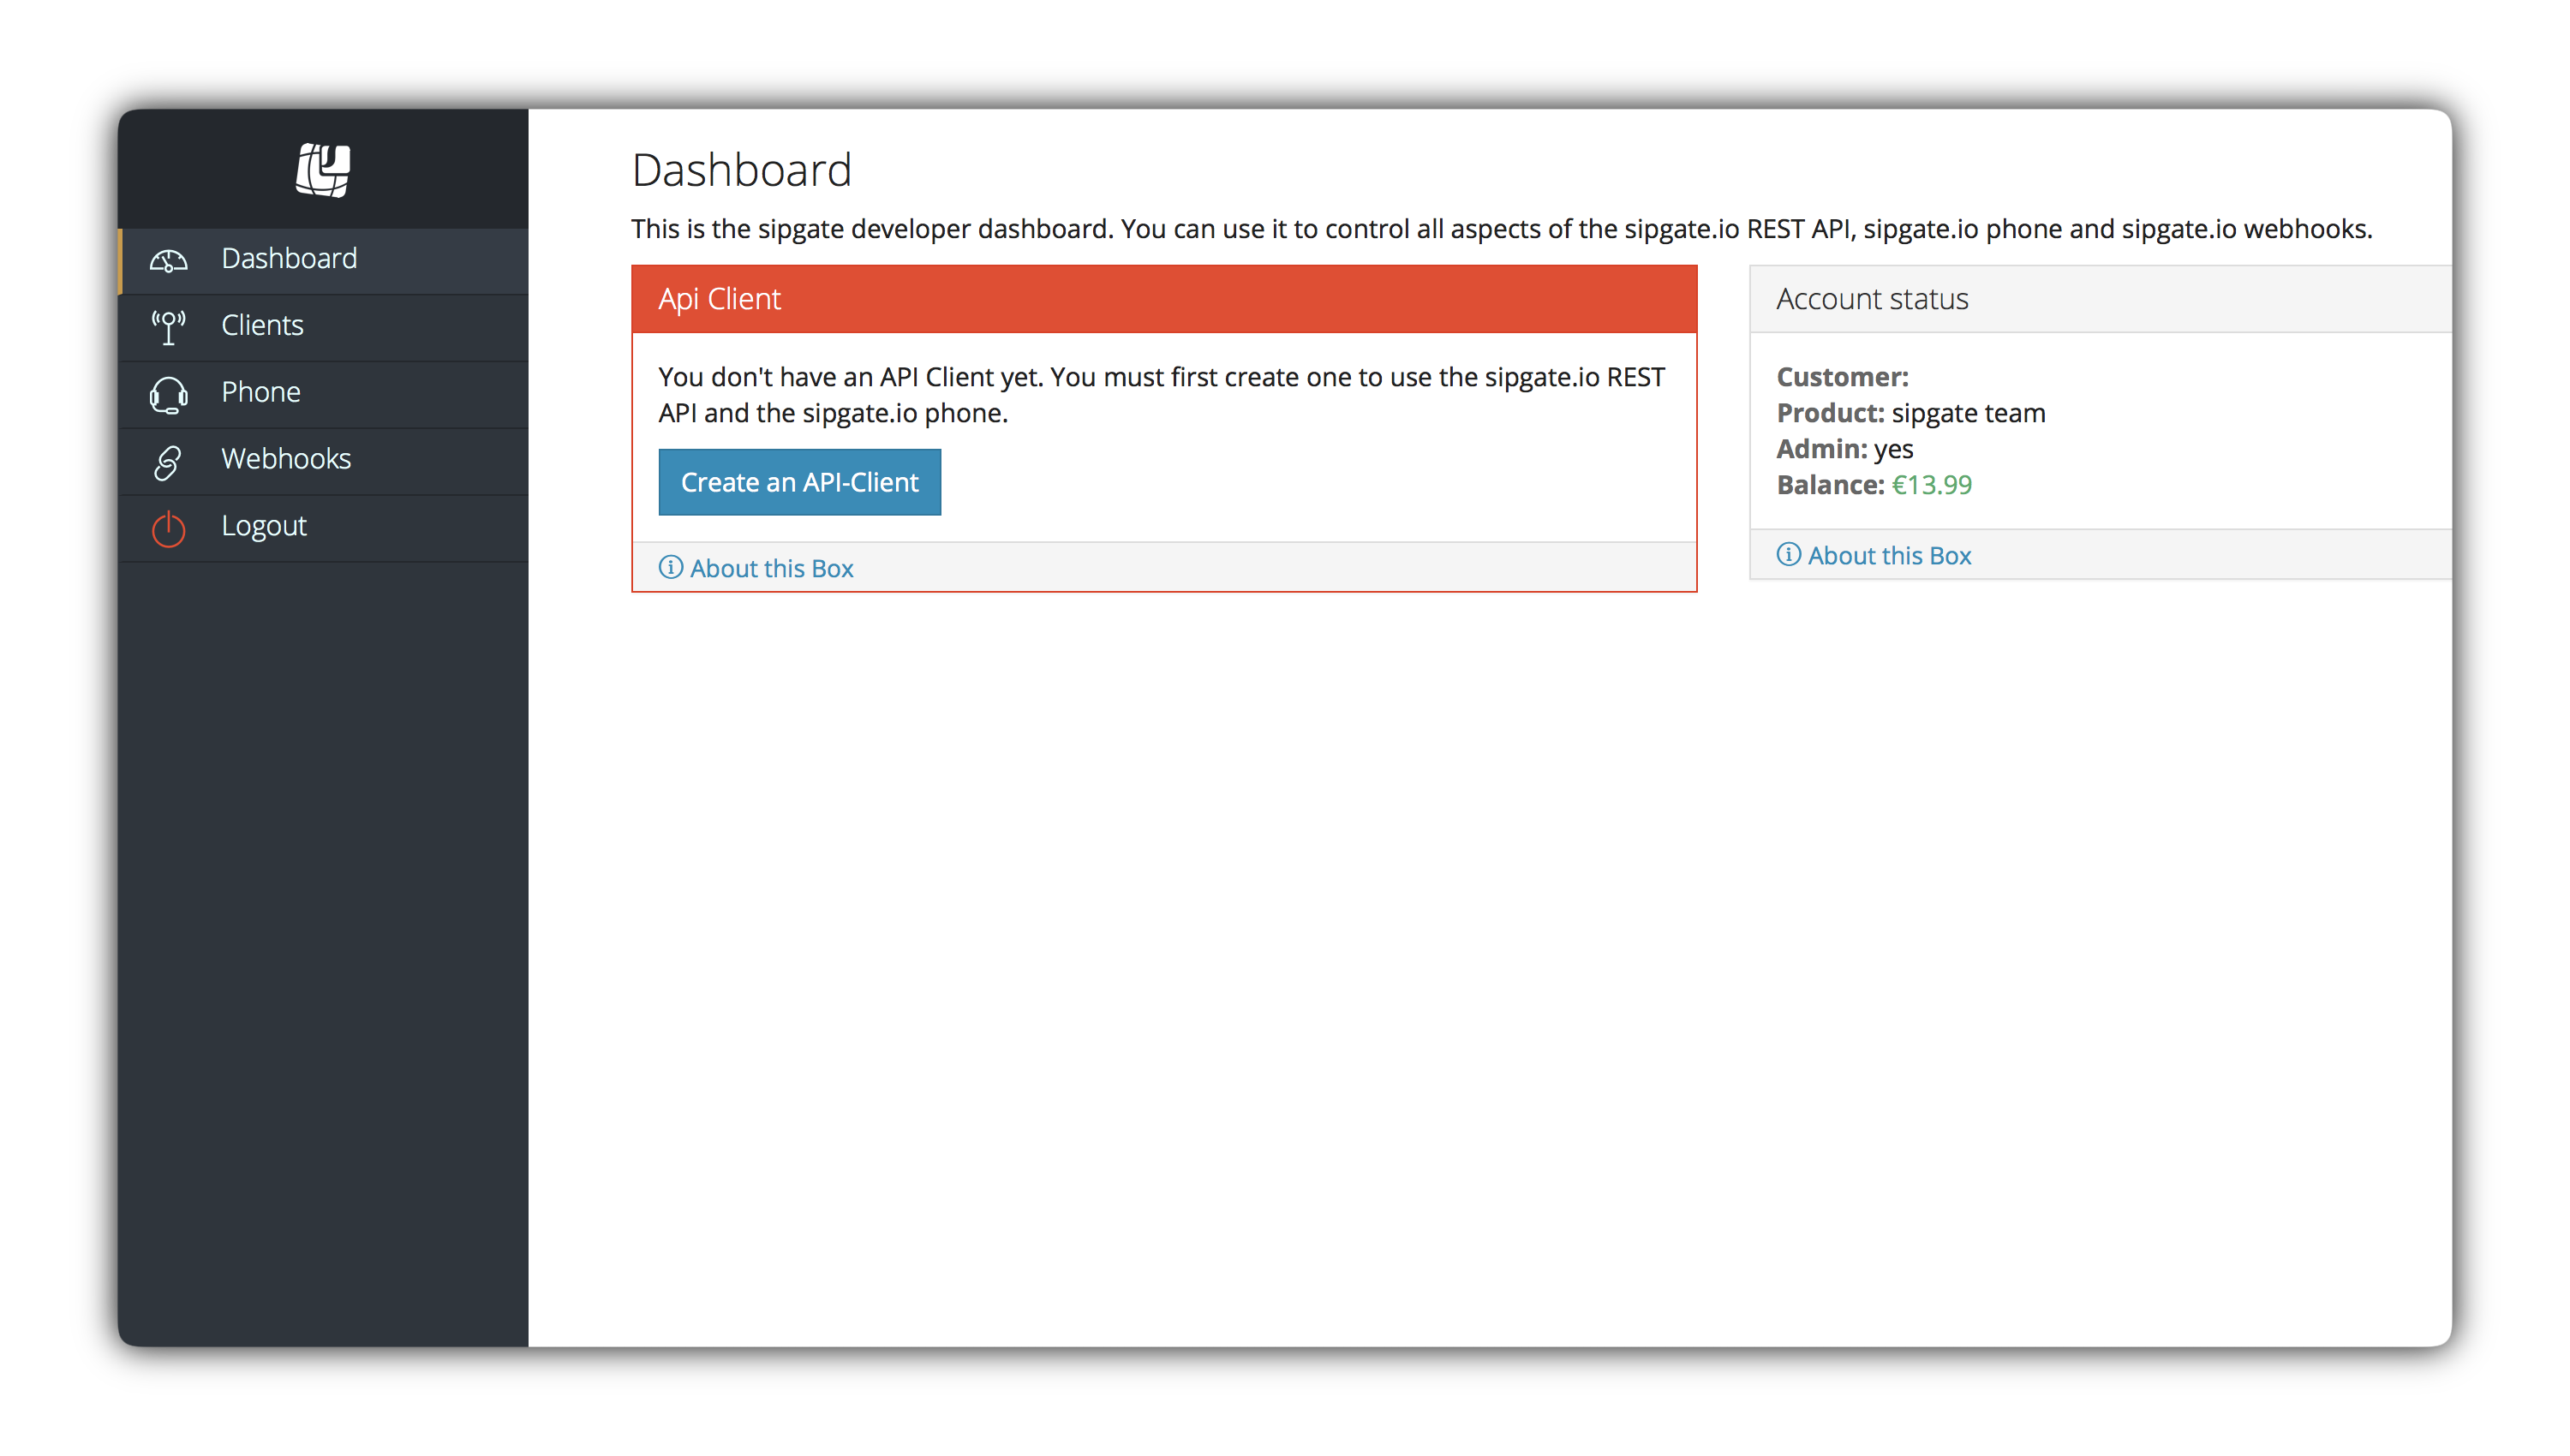 Dashboard
Clients
Phone
Webhooks
Logout
Dashboard
This is the sipgate developer dashboard. You can use it to control all aspects of the sipgate.io REST API, sipgate.io phone and sipgate.io webhooks.
Api Client
You don't have an API Client yet. You must first create one to use the sipgate.io REST
API and the sipgate.io phone.
Create an API-Client
About this Box
Account status
Customer:
Product: sipgate team
Admin: yes
Balance: €13.99
About this Box